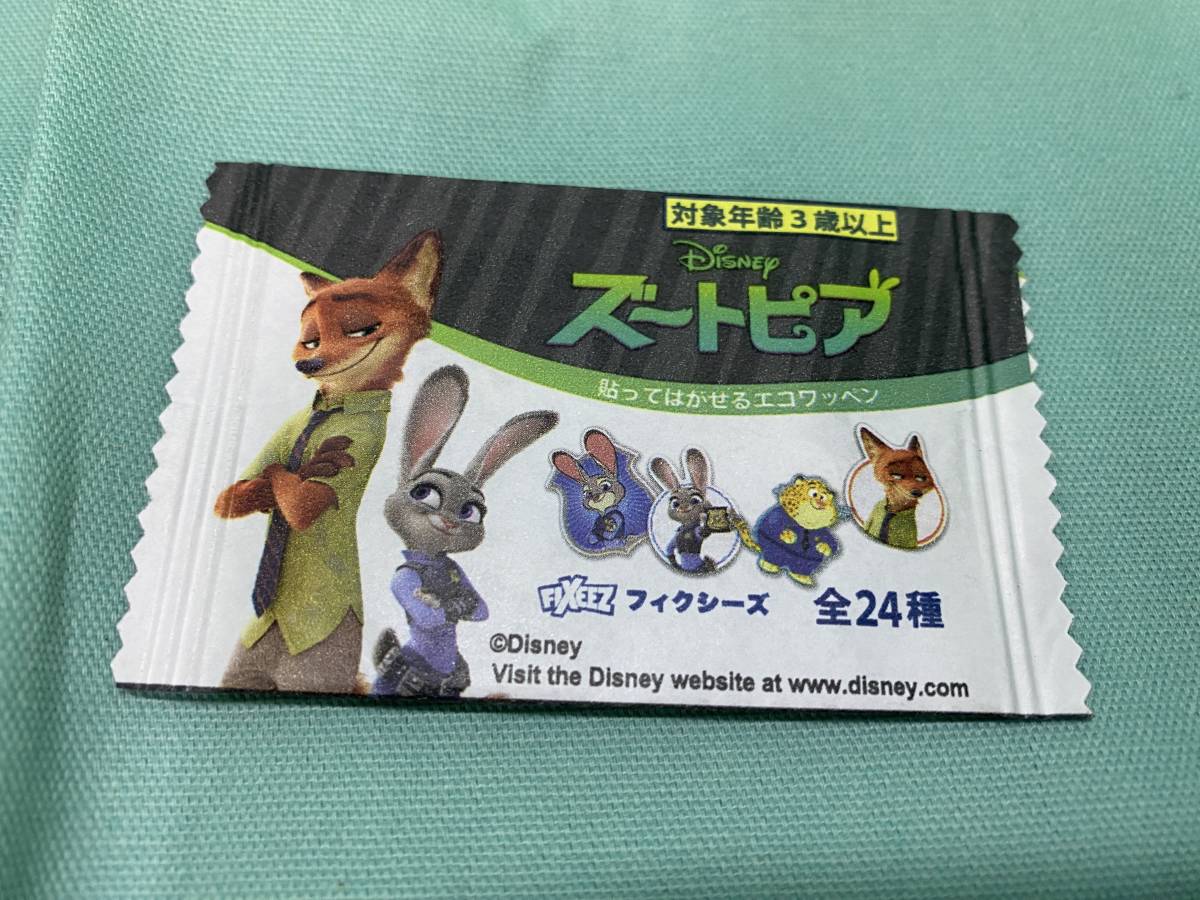 対象年齢3歳以上
Disney
ズートピア
貼ってはがせるエコワッペン
FIXEEZ フィクシーズ 全24種
©Disney
Visit the Disney website at www.disney.com